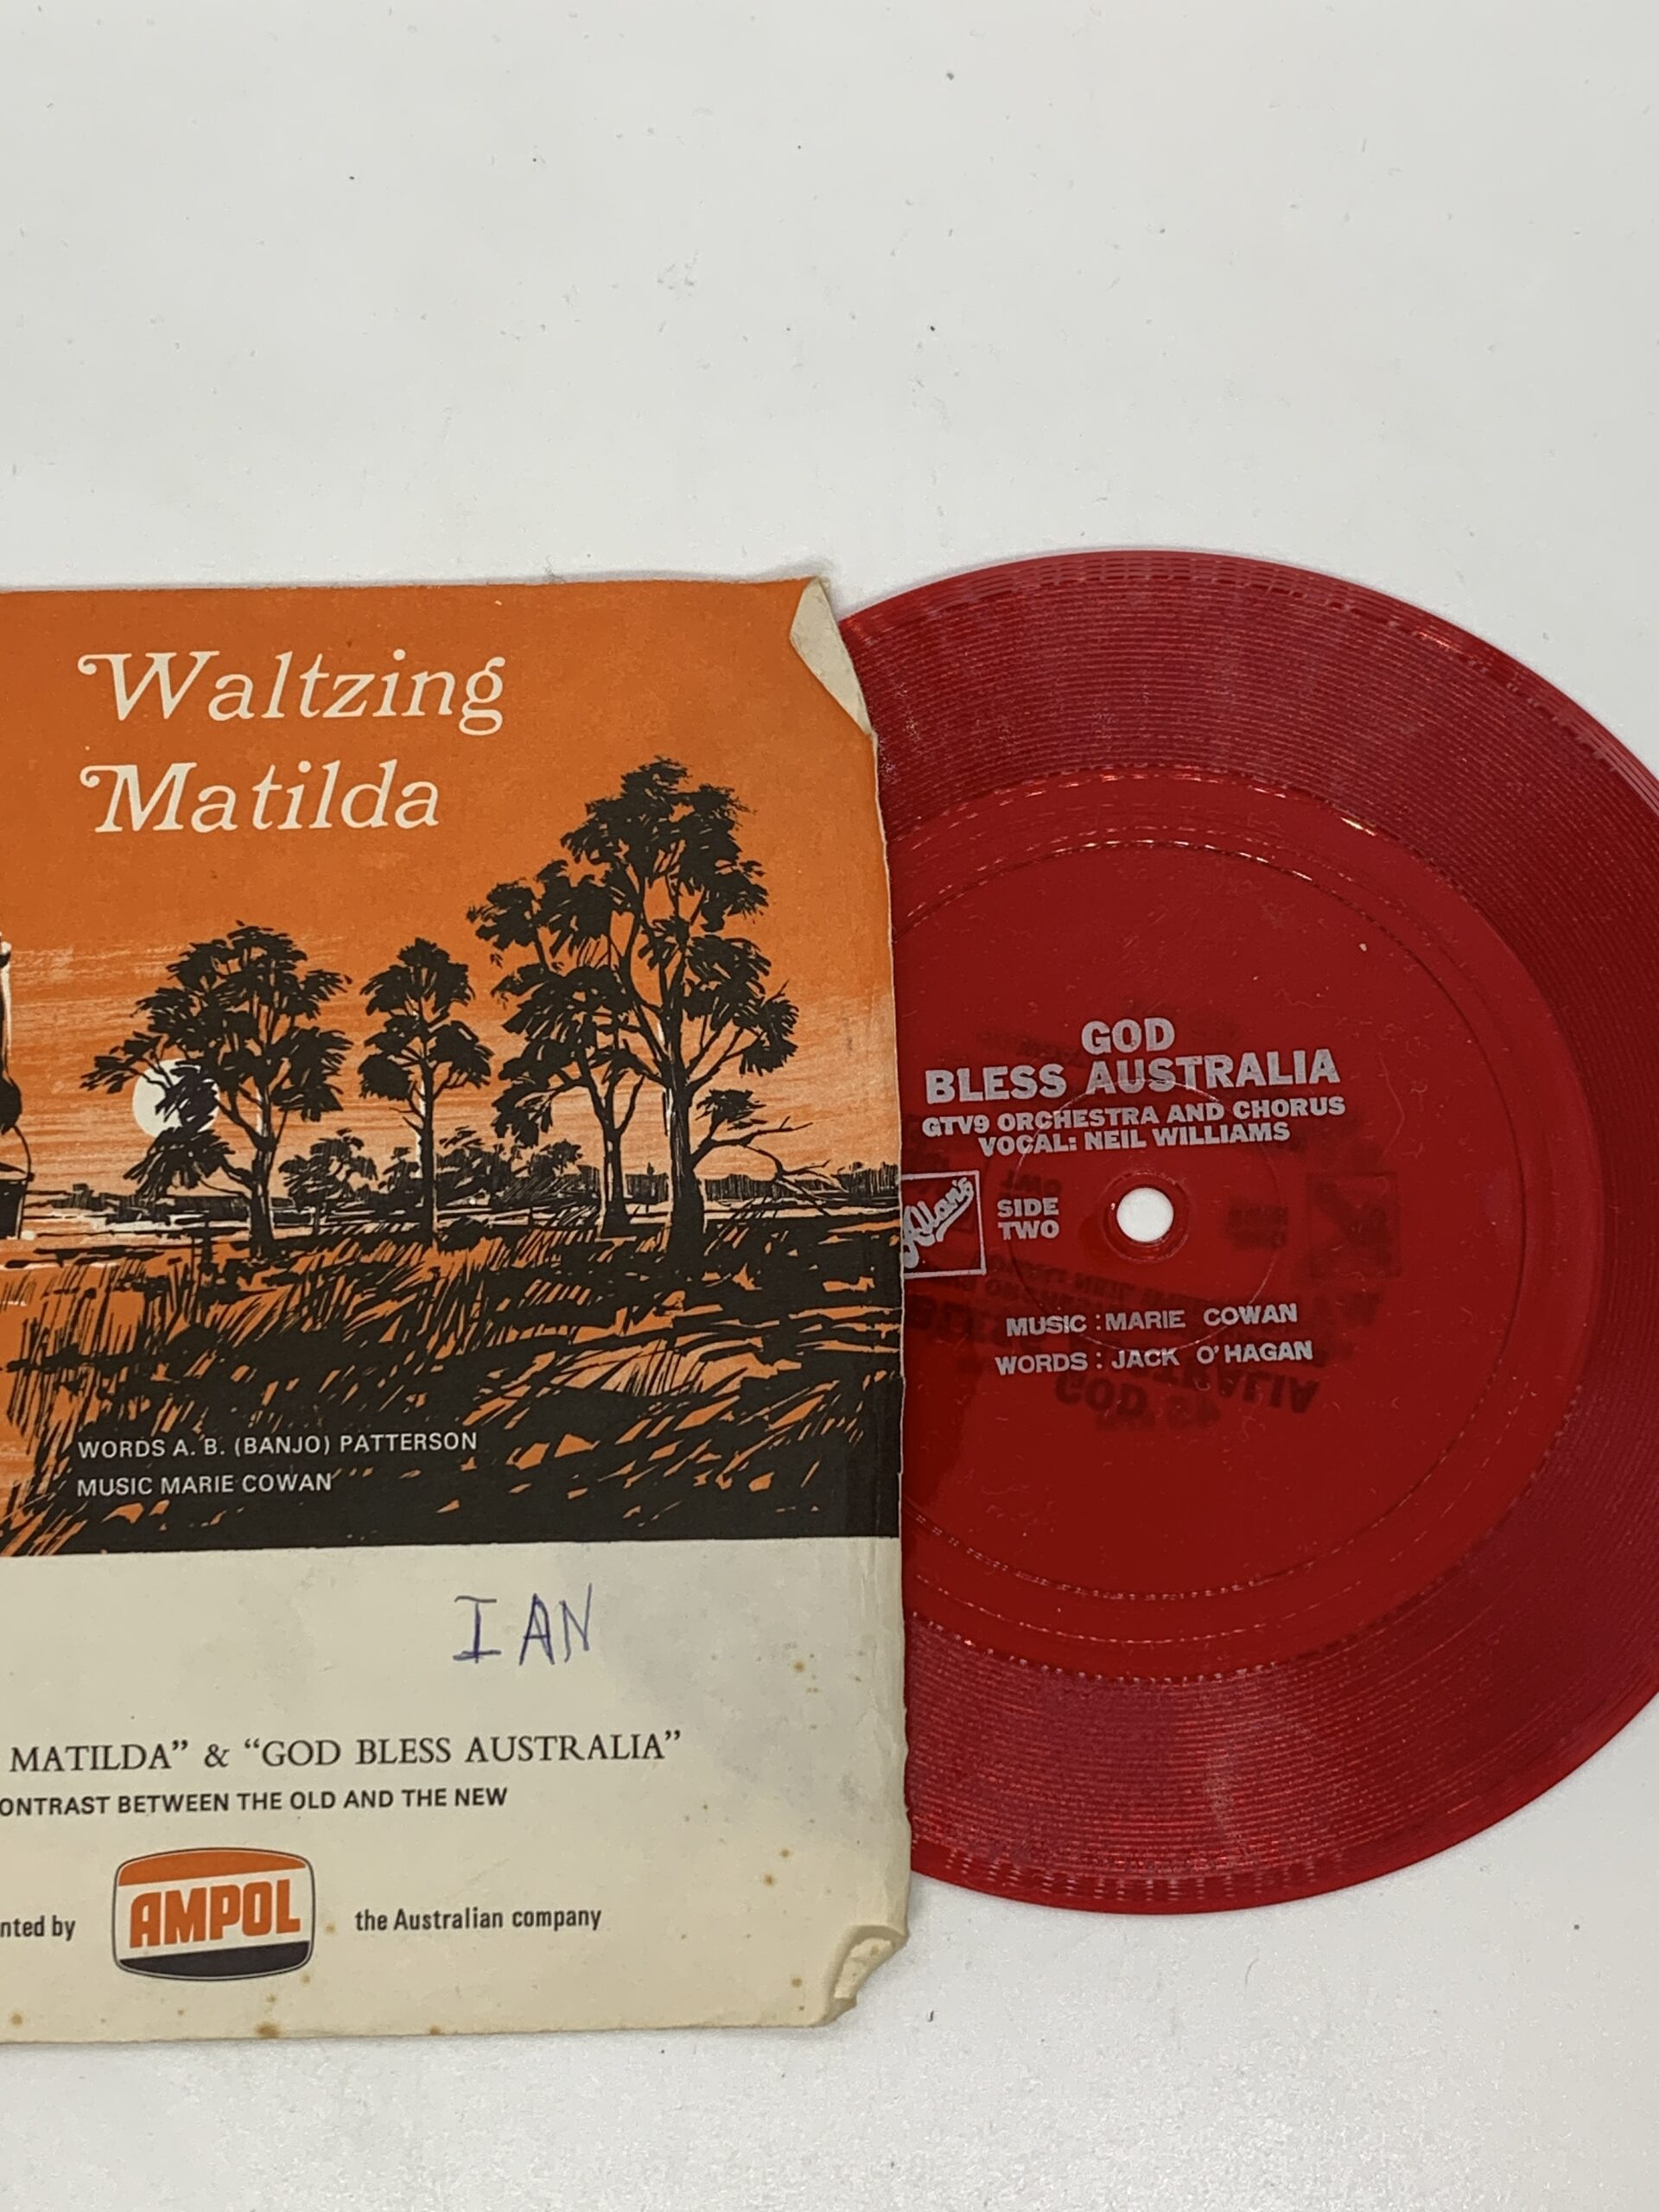 Waltzing
Matilda
WORDS A. B. (BANJO) PATTERSON
MUSIC MARIE COWAN
IAN
MATILDA” & “GOD BLESS AUSTRALIA”
ONTRAST BETWEEN THE OLD AND THE NEW
nted by
AMPOL
the Australian company
GOD
BLESS AUSTRALIA
GTV9 ORCHESTRA AND CHORUS
VOCAL: NEIL WILLIAMS
Allan's
SIDE
TWO
MUSIC : MARIE COWAN
WORDS : JACK O'HAGAN